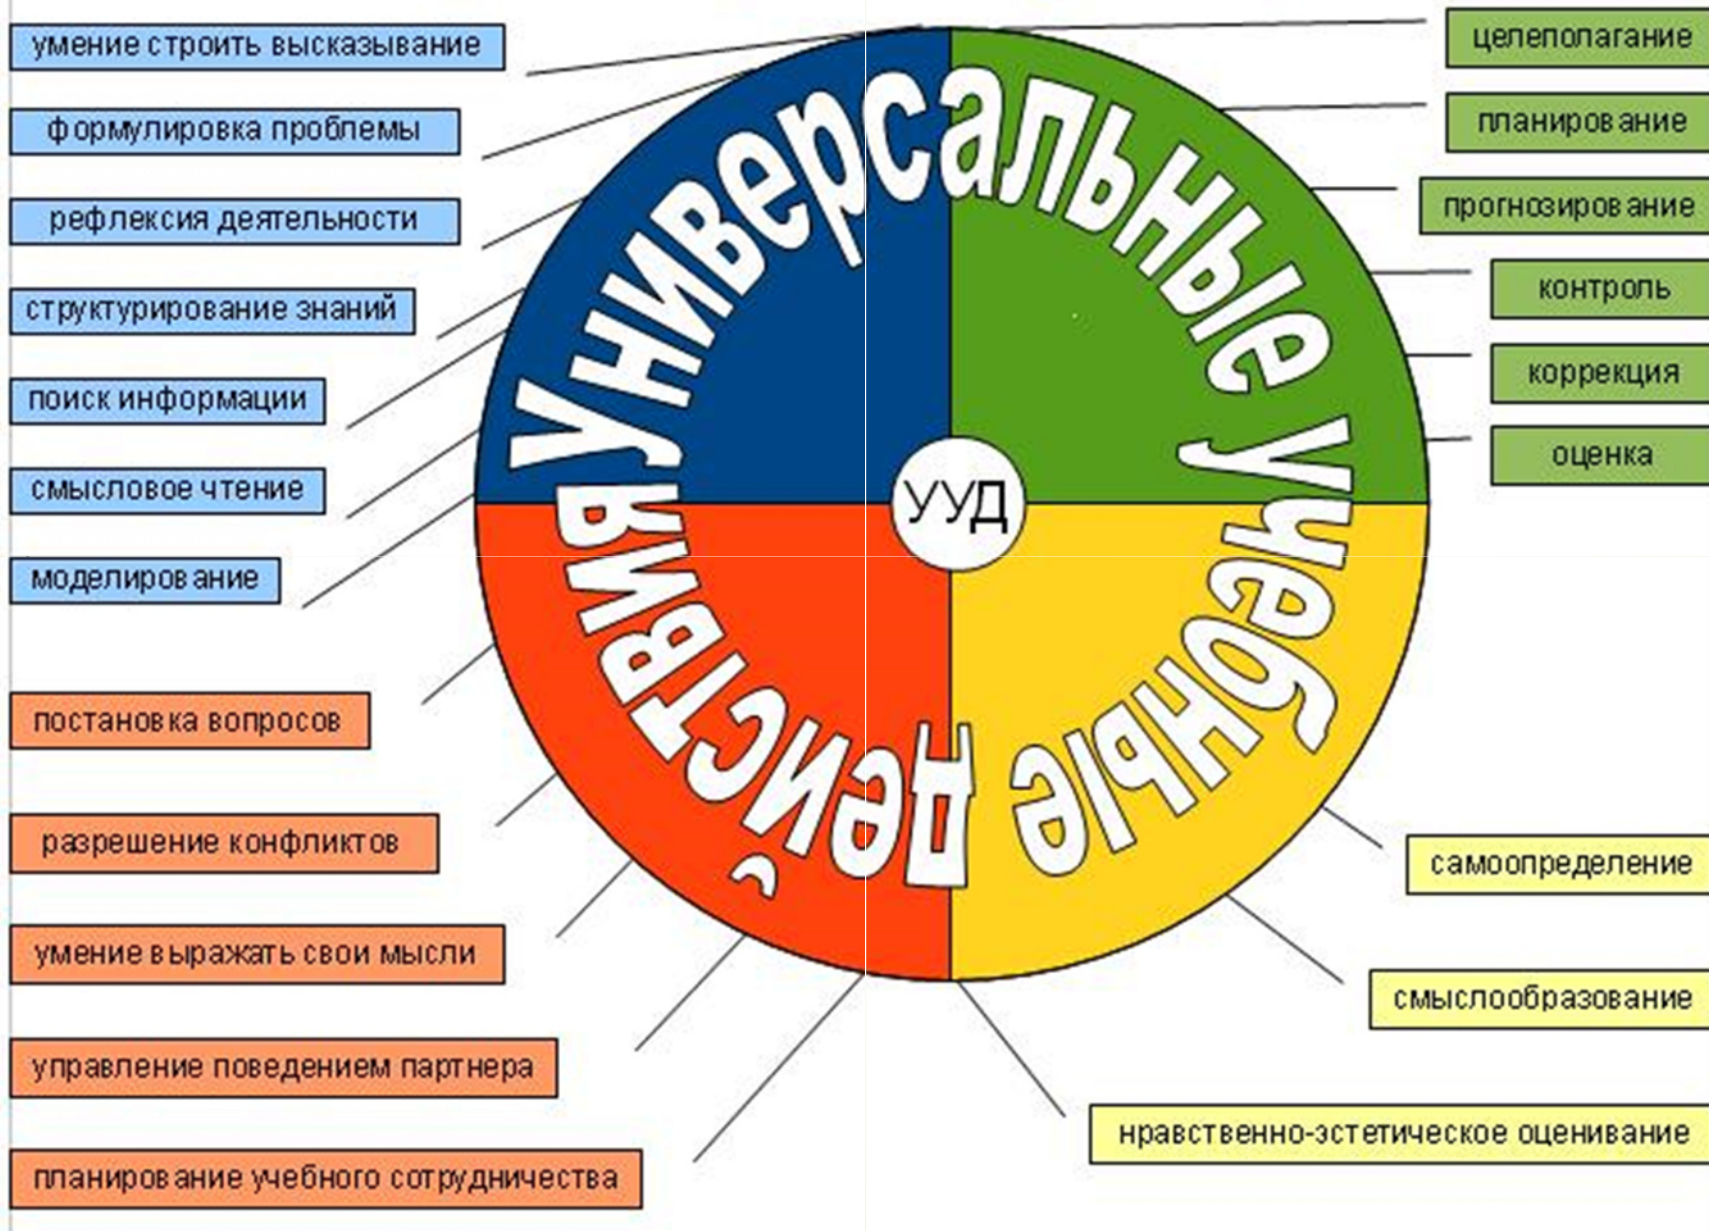 умение строить высказывание
формулировка проблемы
рефлексия деятельности
структурирование знаний
поиск информации
смысловое чтение
моделирование
постановка вопросов
разрешение конфликтов
умение выражать свои мысли
управление поведением партнера
планирование учебного сотрудничества
Универсальные учебные действия
УУД
целеполагание
планирование
прогнозирование
контроль
коррекция
оценка
самоопределение
смыслообразование
нравственно-эстетическое оценивание